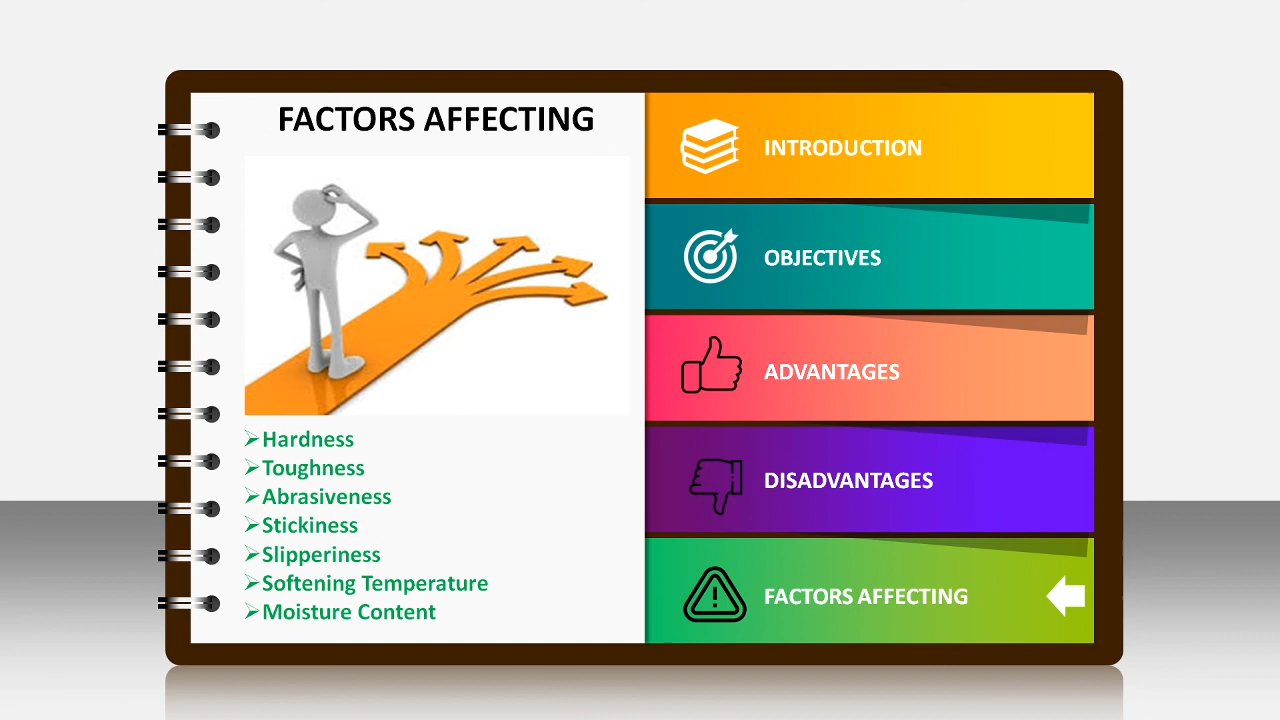 FACTORS AFFECTING
Hardness
Toughness
Abrasiveness
Stickiness
Slipperiness
Softening Temperature
Moisture Content
INTRODUCTION
OBJECTIVES
ADVANTAGES
DISADVANTAGES
FACTORS AFFECTING